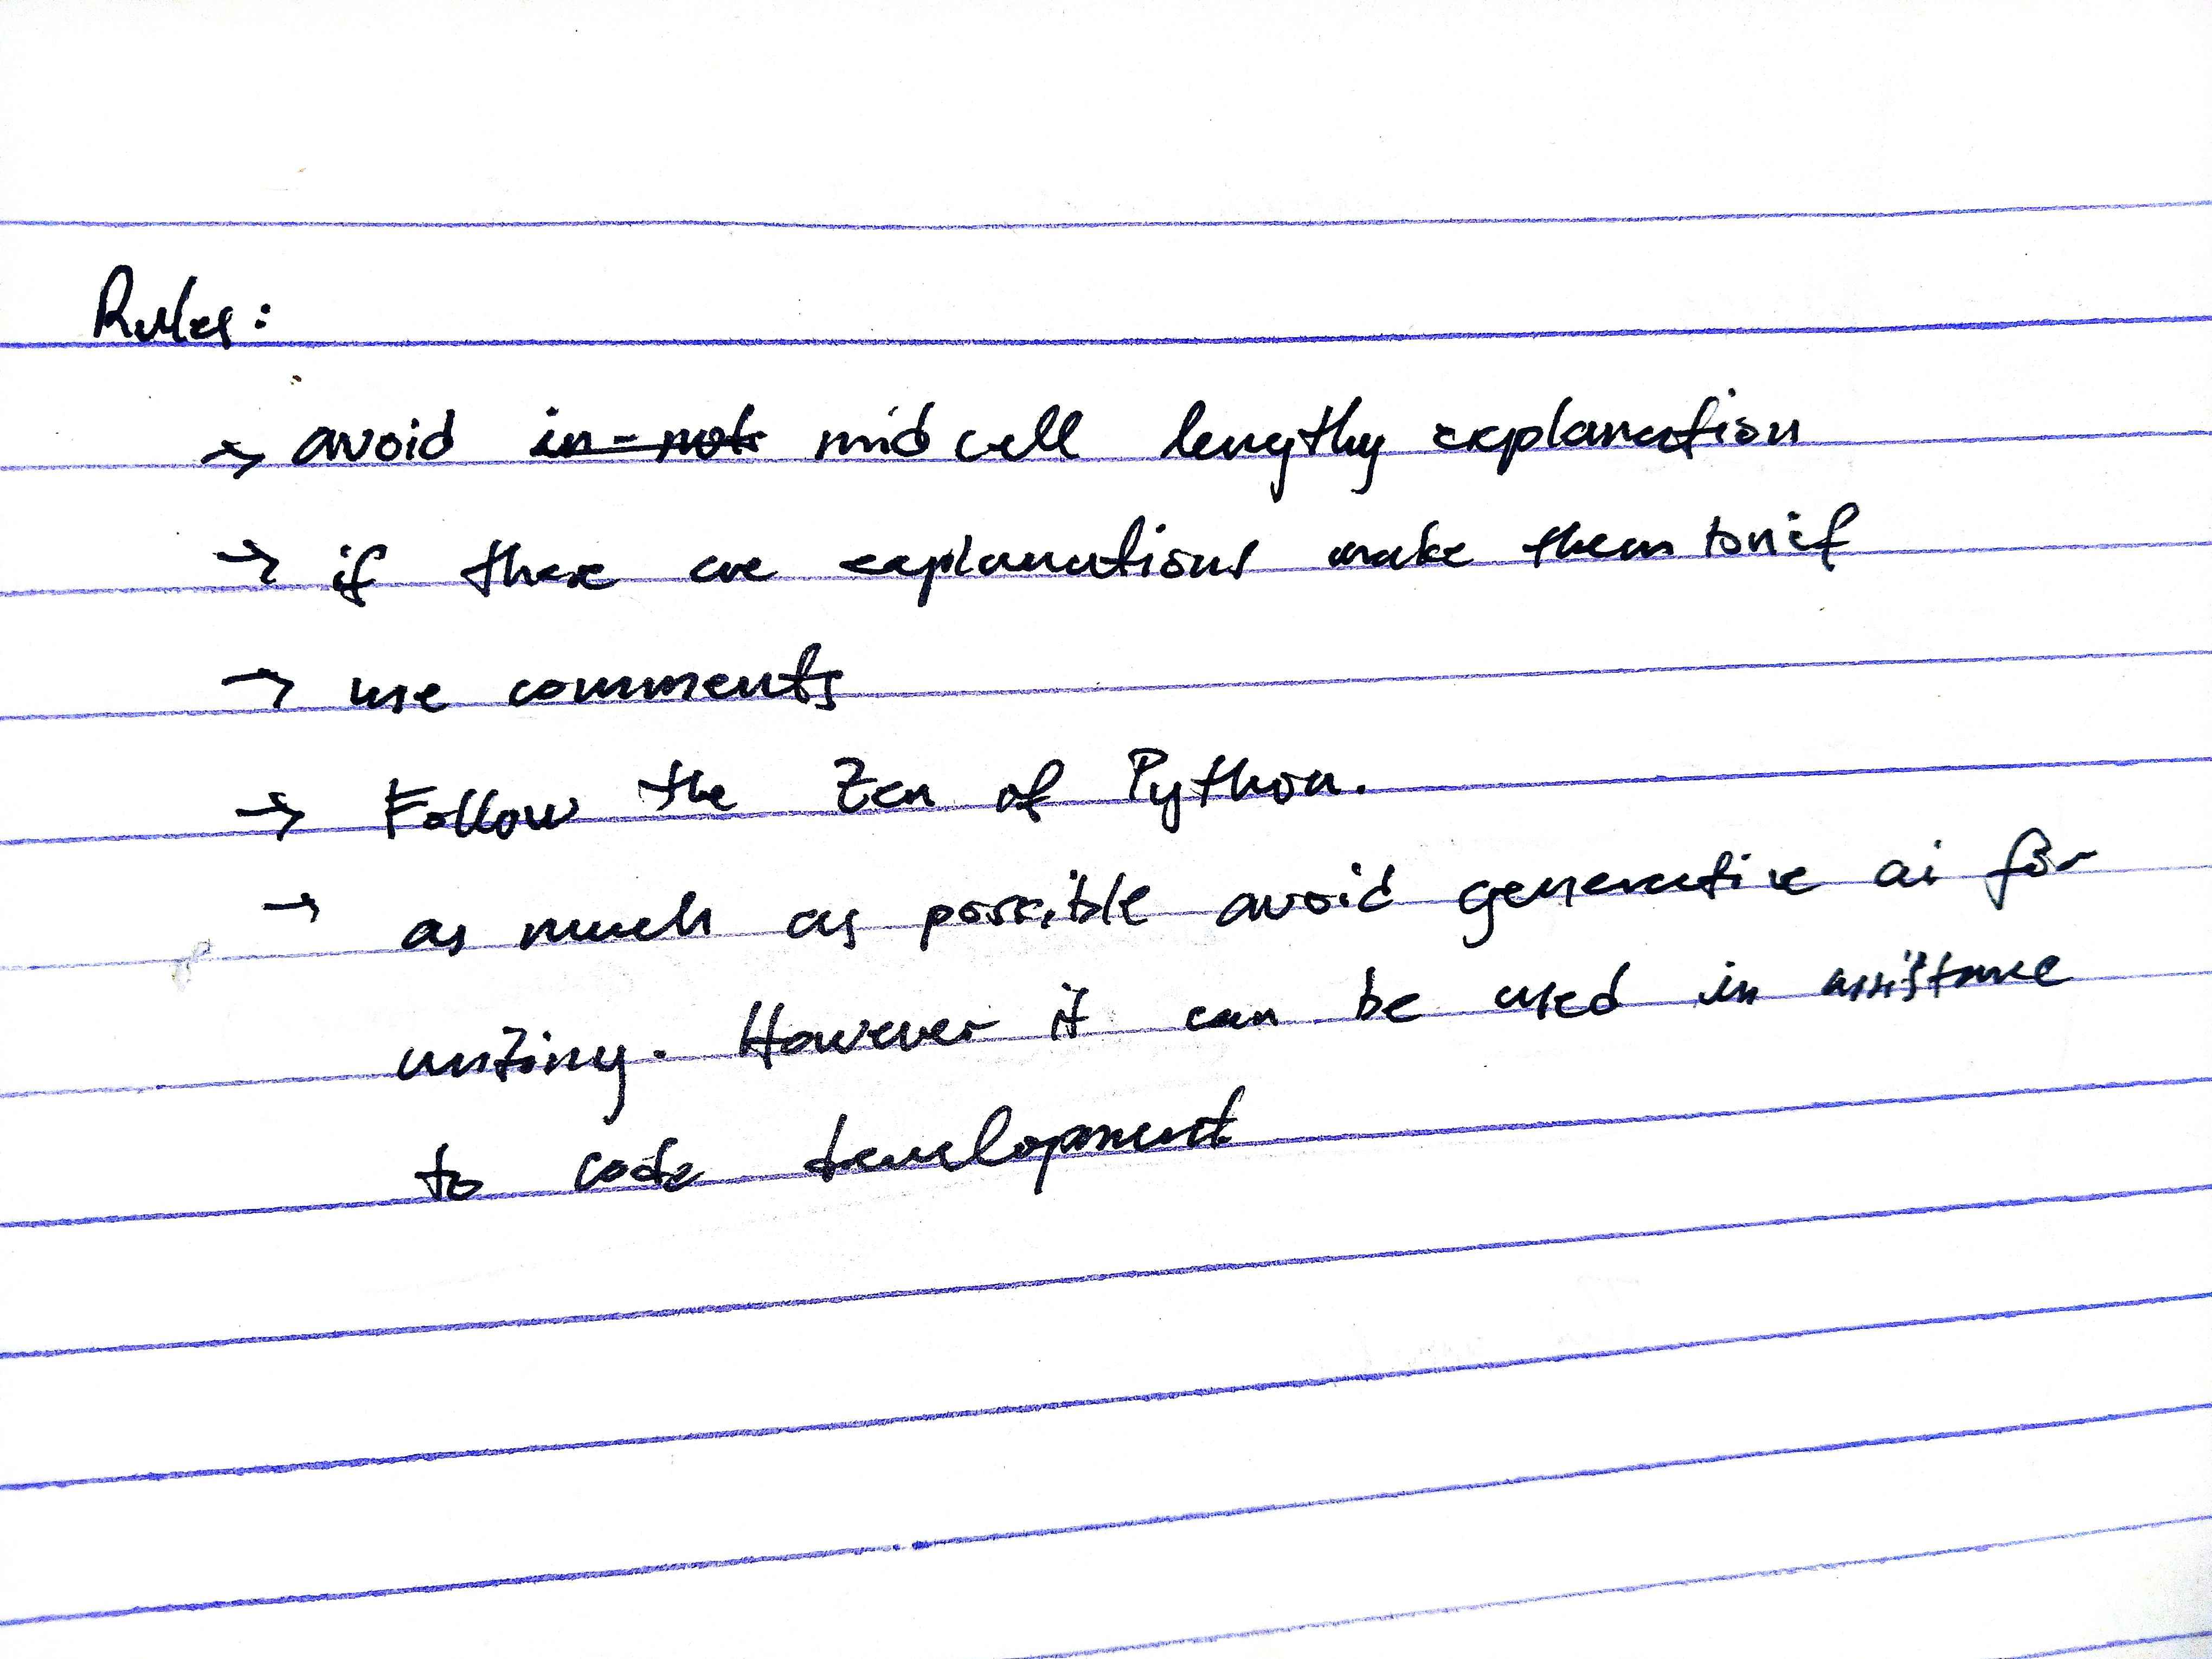 Rules:
→ avoid in-not mid cell lengthy explanation
→ if there are explanations make them brief
→ use comments
→ Follow the Zen of Python.
→ as much as possible avoid generative ai for
writing. However it can be used in assistance
to code development